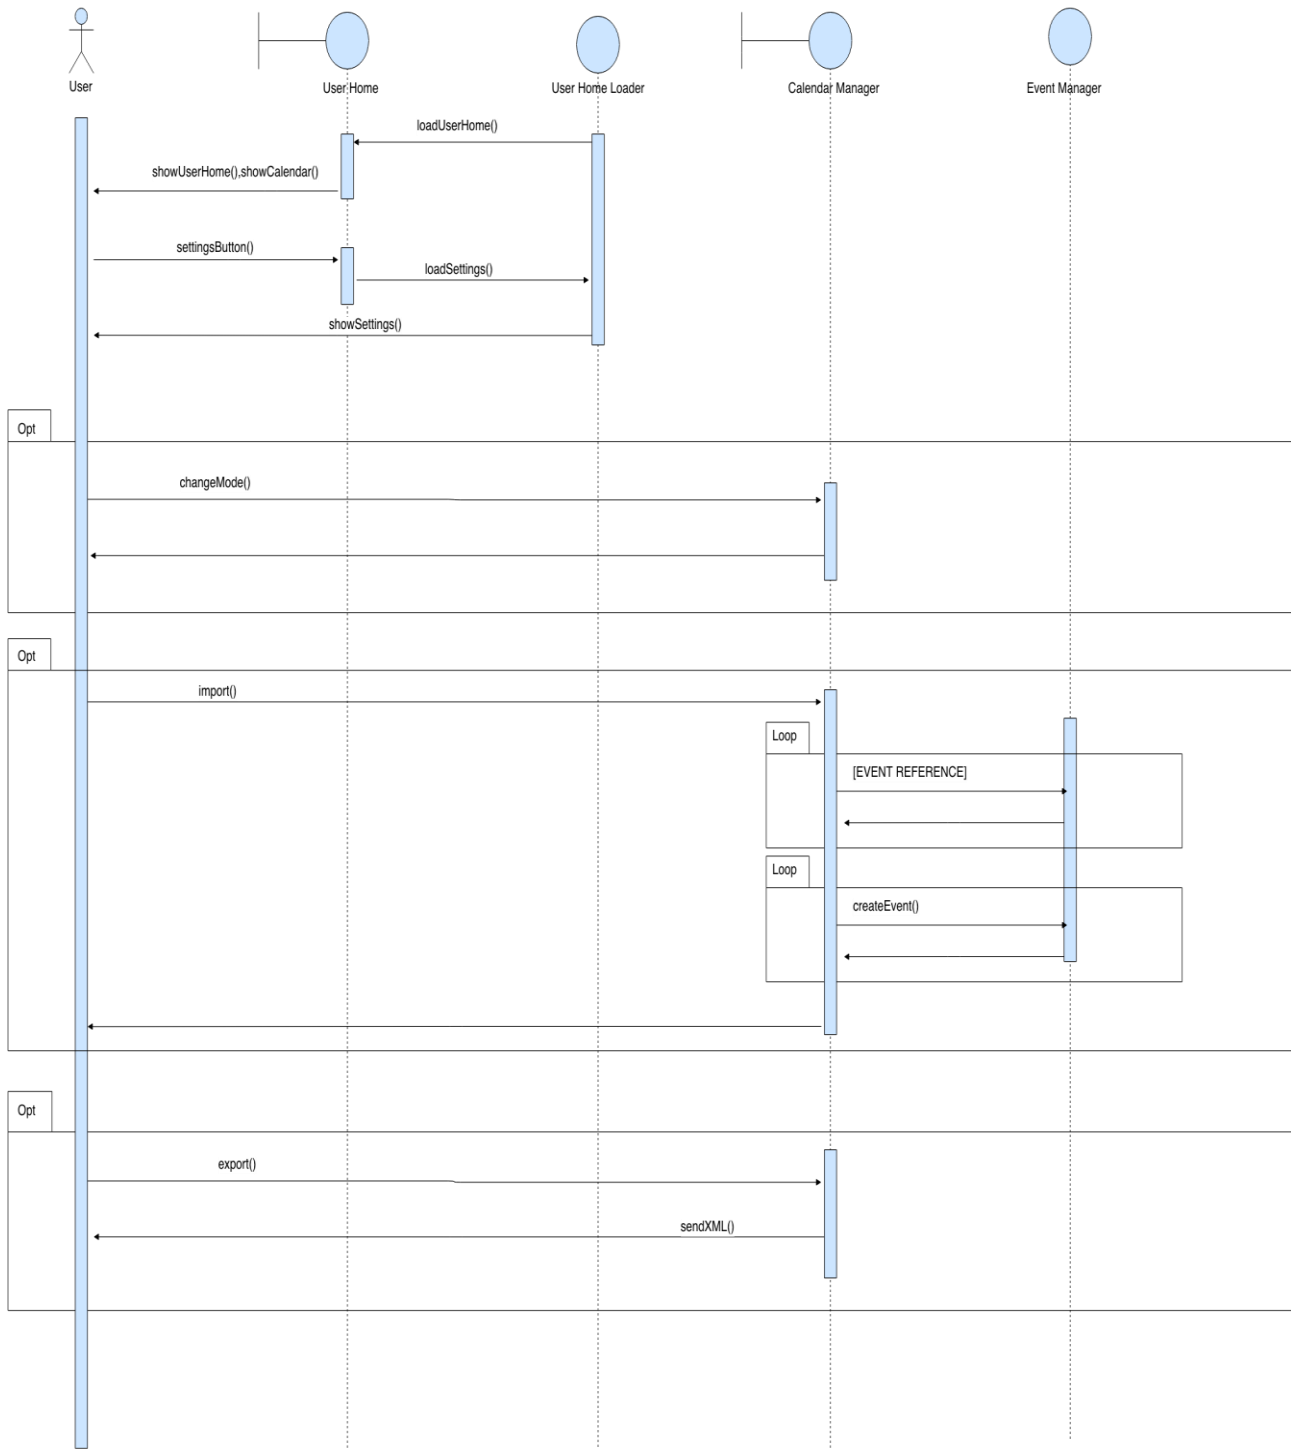 User
User Home
User Home Loader
Calendar Manager
Event Manager
loadUserHome()
showUserHome(),showCalendar()
settingsButton()
loadSettings()
showSettings()
Opt
changeMode()
Opt
import()
Loop
[EVENT REFERENCE]
Loop
createEvent()
Opt
export()
sendXML()